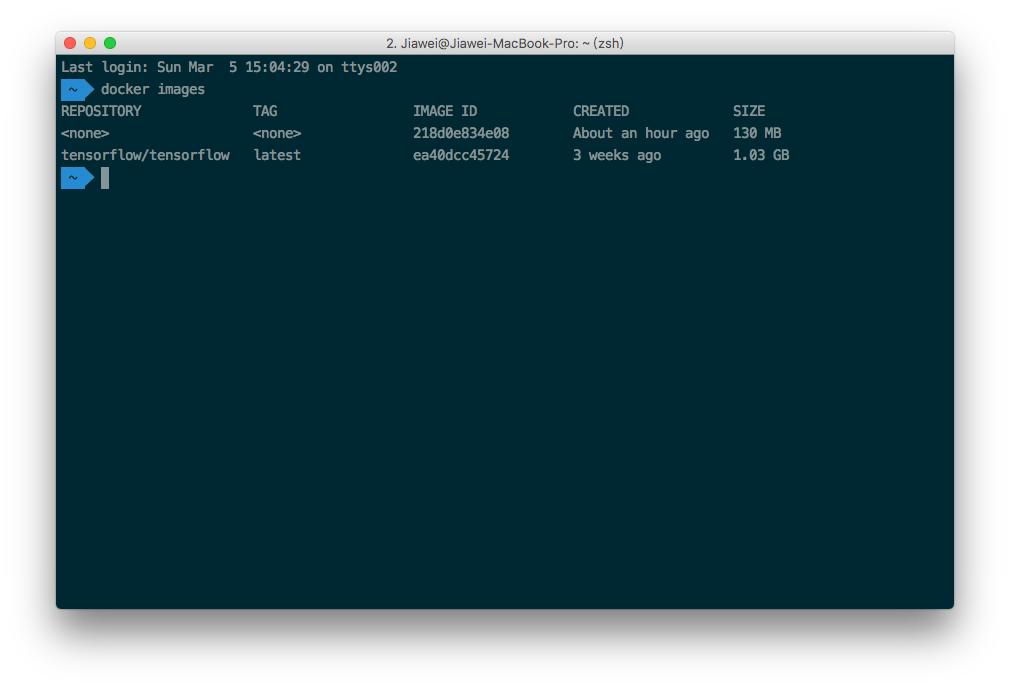 2. Jiawei@Jiawei-MacBook-Pro: ~ (zsh)
Last login: Sun Mar  5 15:04:29 on ttys002
~ docker images
REPOSITORY              TAG                 IMAGE ID            CREATED             SIZE
<none>                  <none>              218d0e834e08        About an hour ago   130 MB
tensorflow/tensorflow   latest              ea40dcc45724        3 weeks ago         1.03 GB
~